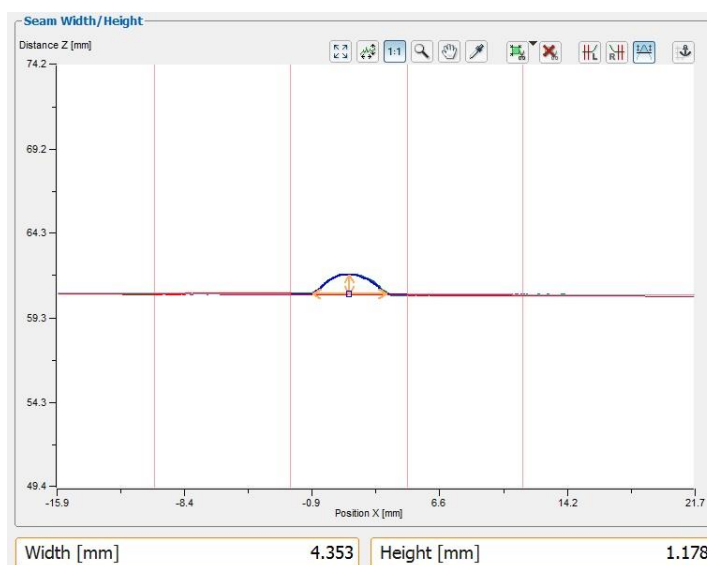 Seam Width/Height
Distance Z [mm]
1:1
L
R
74.2
69.2
64.3
59.3
54.3
49.4
-15.9
-8.4
-0.9
6.6
14.2
21.7
Position X [mm]
Width [mm] 4.353
Height [mm] 1.178